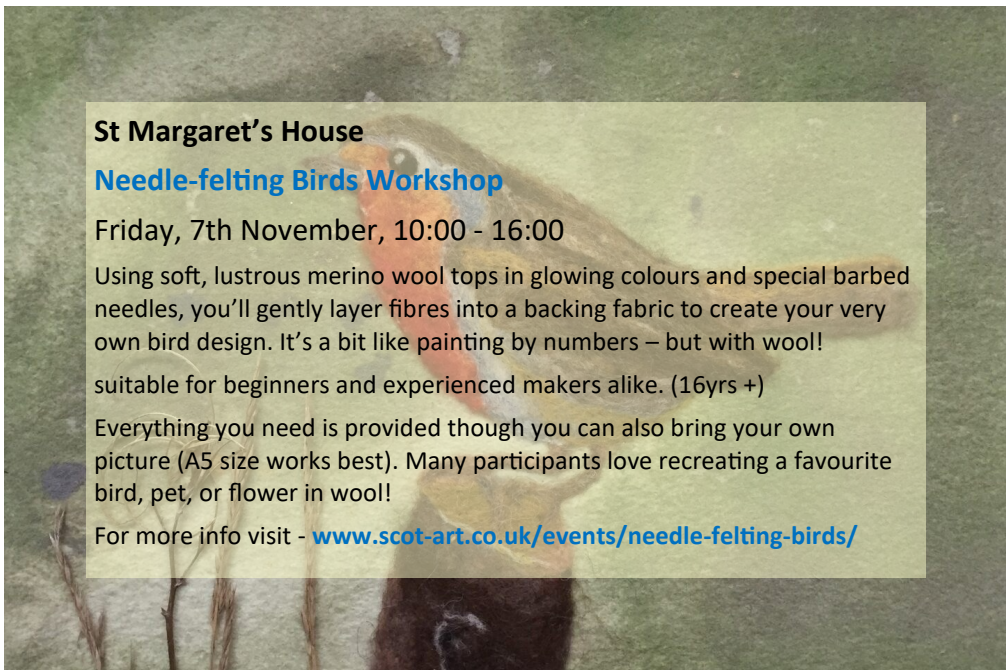 St Margaret's House
Needle-felting Birds Workshop
Friday, 7th November, 10:00 - 16:00
Using soft, lustrous merino wool tops in glowing colours and special barbed
needles, you'll gently layer fibres into a backing fabric to create your very
own bird design. It's a bit like painting by numbers – but with wool!
suitable for beginners and experienced makers alike. (16yrs +)
Everything you need is provided though you can also bring your own
picture (A5 size works best). Many participants love recreating a favourite
bird, pet, or flower in wool!
For more info visit - www.scot-art.co.uk/events/needle-felting-birds/